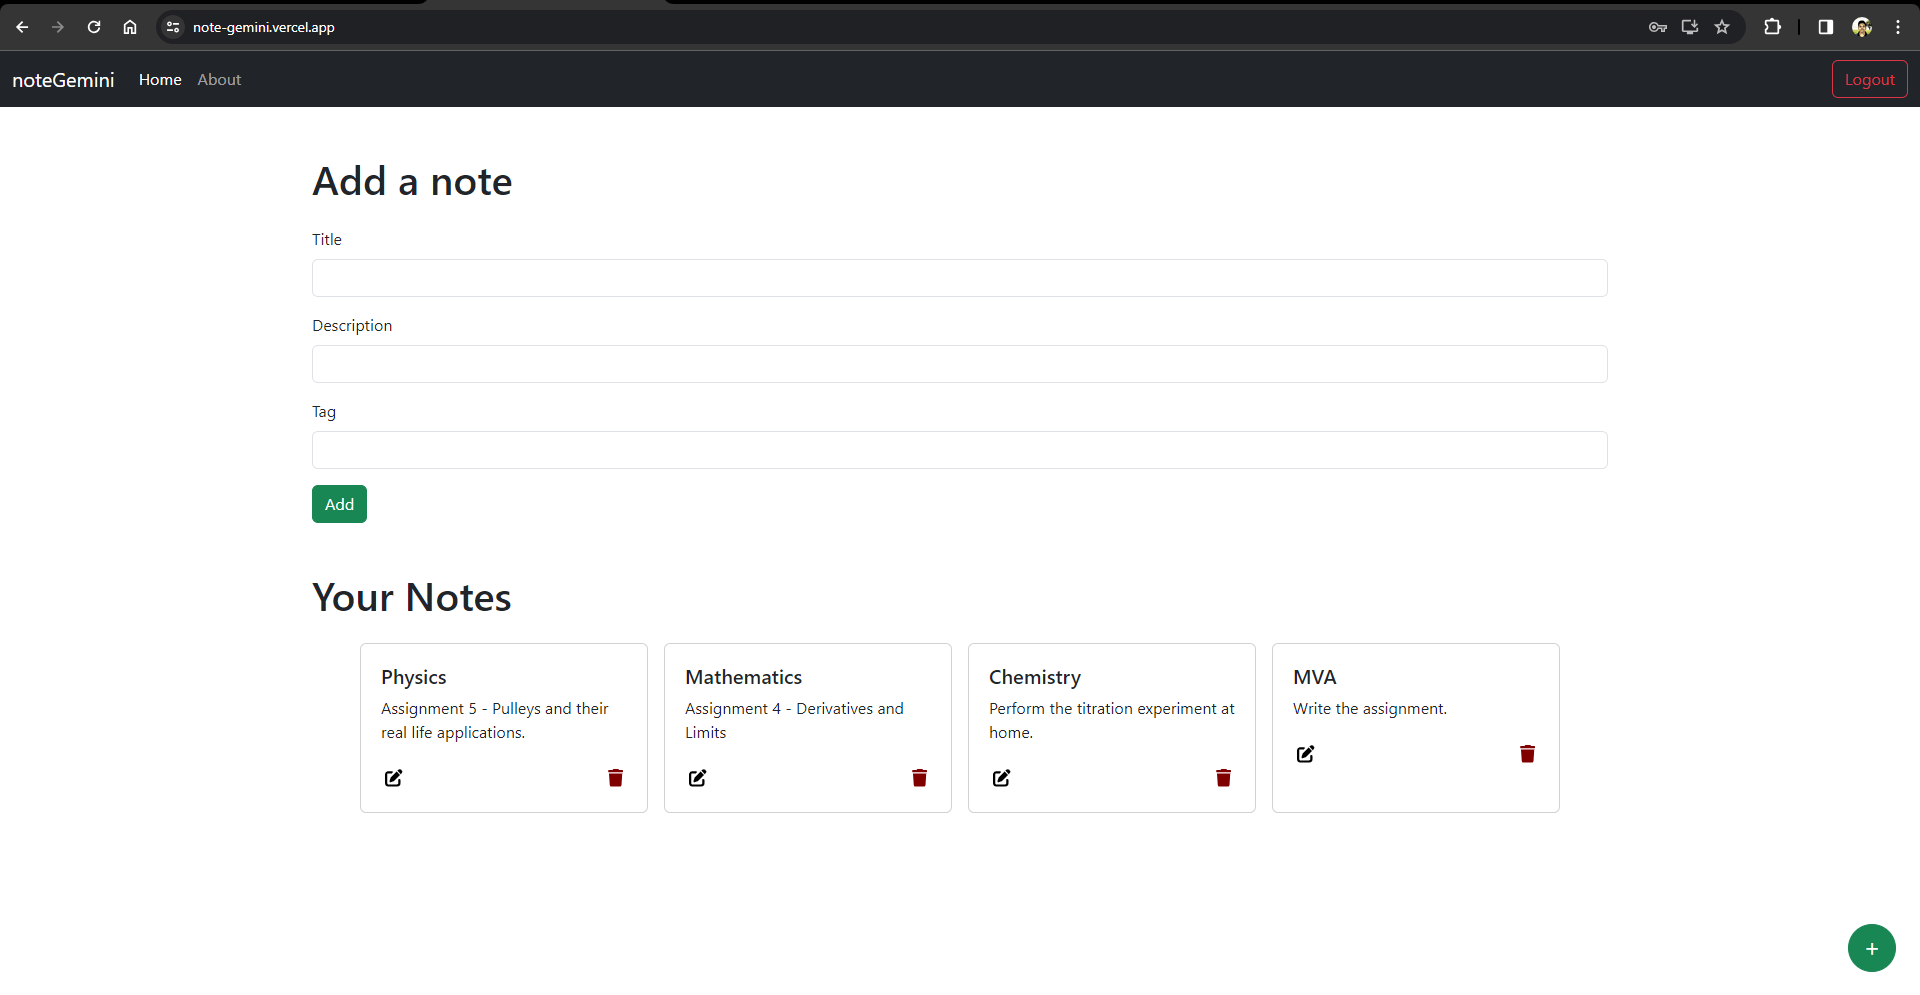 note-gemini.vercel.app
noteGemini Home About Logout
Add a note
Title
Description
Tag
Add
Your Notes
Physics
Assignment 5 - Pulleys and their
real life applications.
Mathematics
Assignment 4 - Derivatives and
Limits
Chemistry
Perform the titration experiment at
home.
MVA
Write the assignment.
+